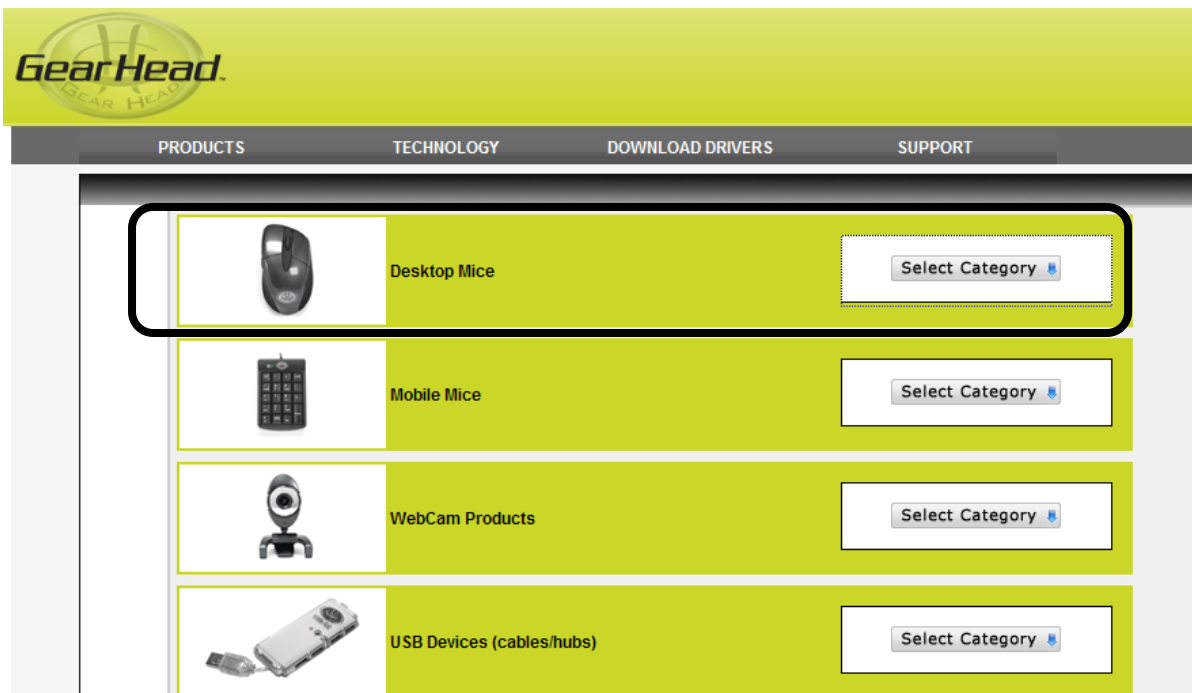 GearHead™
GEAR HEAD
PRODUCTS TECHNOLOGY DOWNLOAD DRIVERS SUPPORT
Desktop Mice Select Category
Mobile Mice Select Category
WebCam Products Select Category
USB Devices (cables/hubs) Select Category